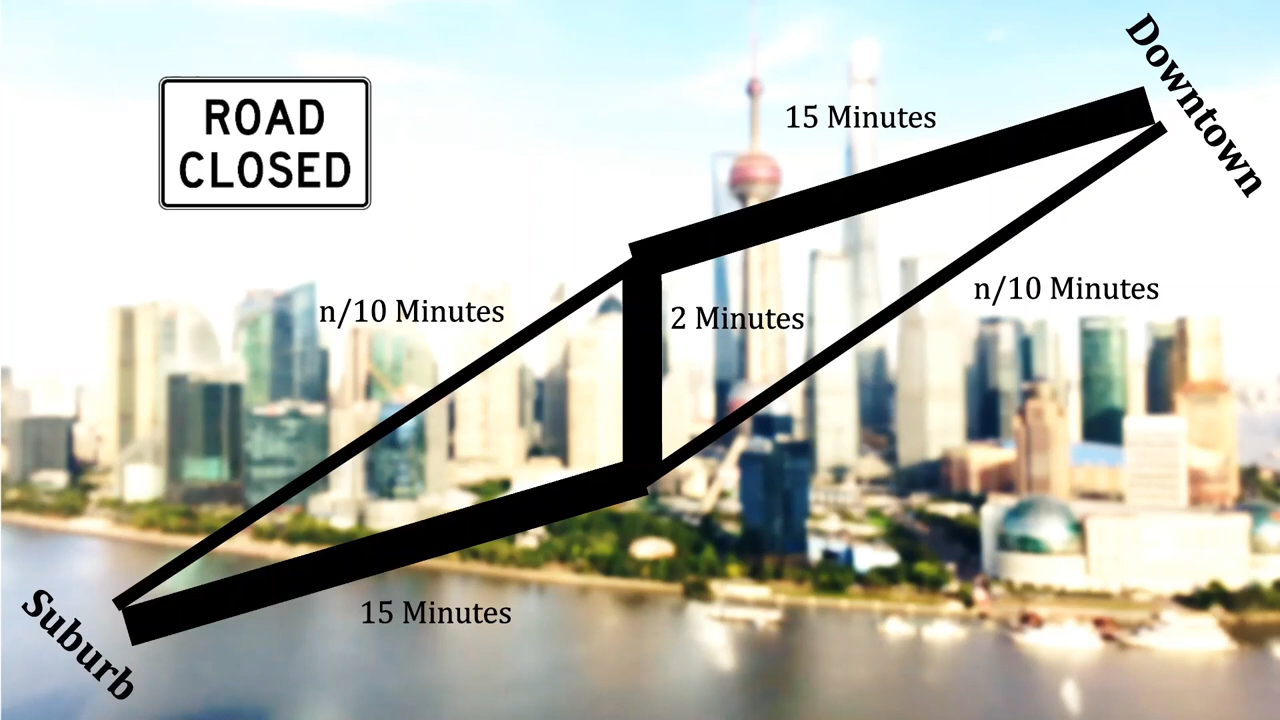 ROAD
CLOSED
Downtown
15 Minutes
n/10 Minutes
n/10 Minutes
2 Minutes
15 Minutes
Suburb